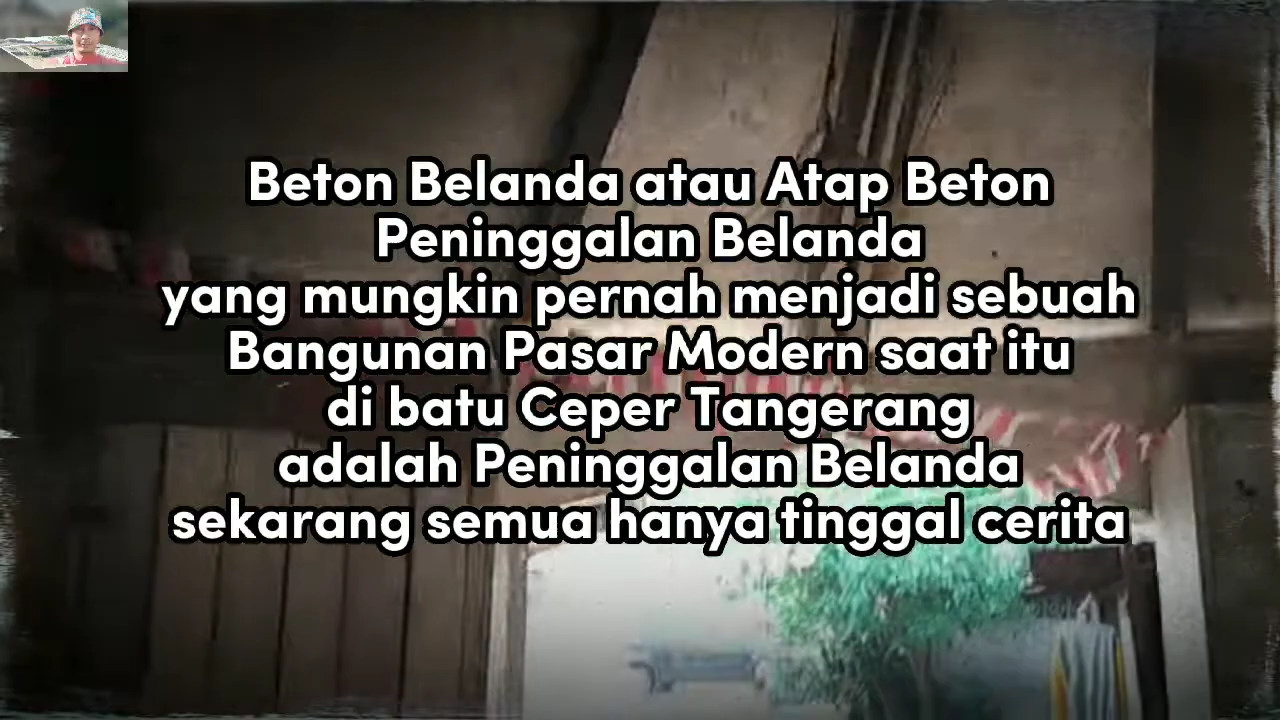 Beton Belanda atau Atap Beton
Peninggalan Belanda
yang mungkin pernah menjadi sebuah
Bangunan Pasar Modern saat itu
di batu Ceper Tangerang
adalah Peninggalan Belanda
sekarang semua hanya tinggal cerita